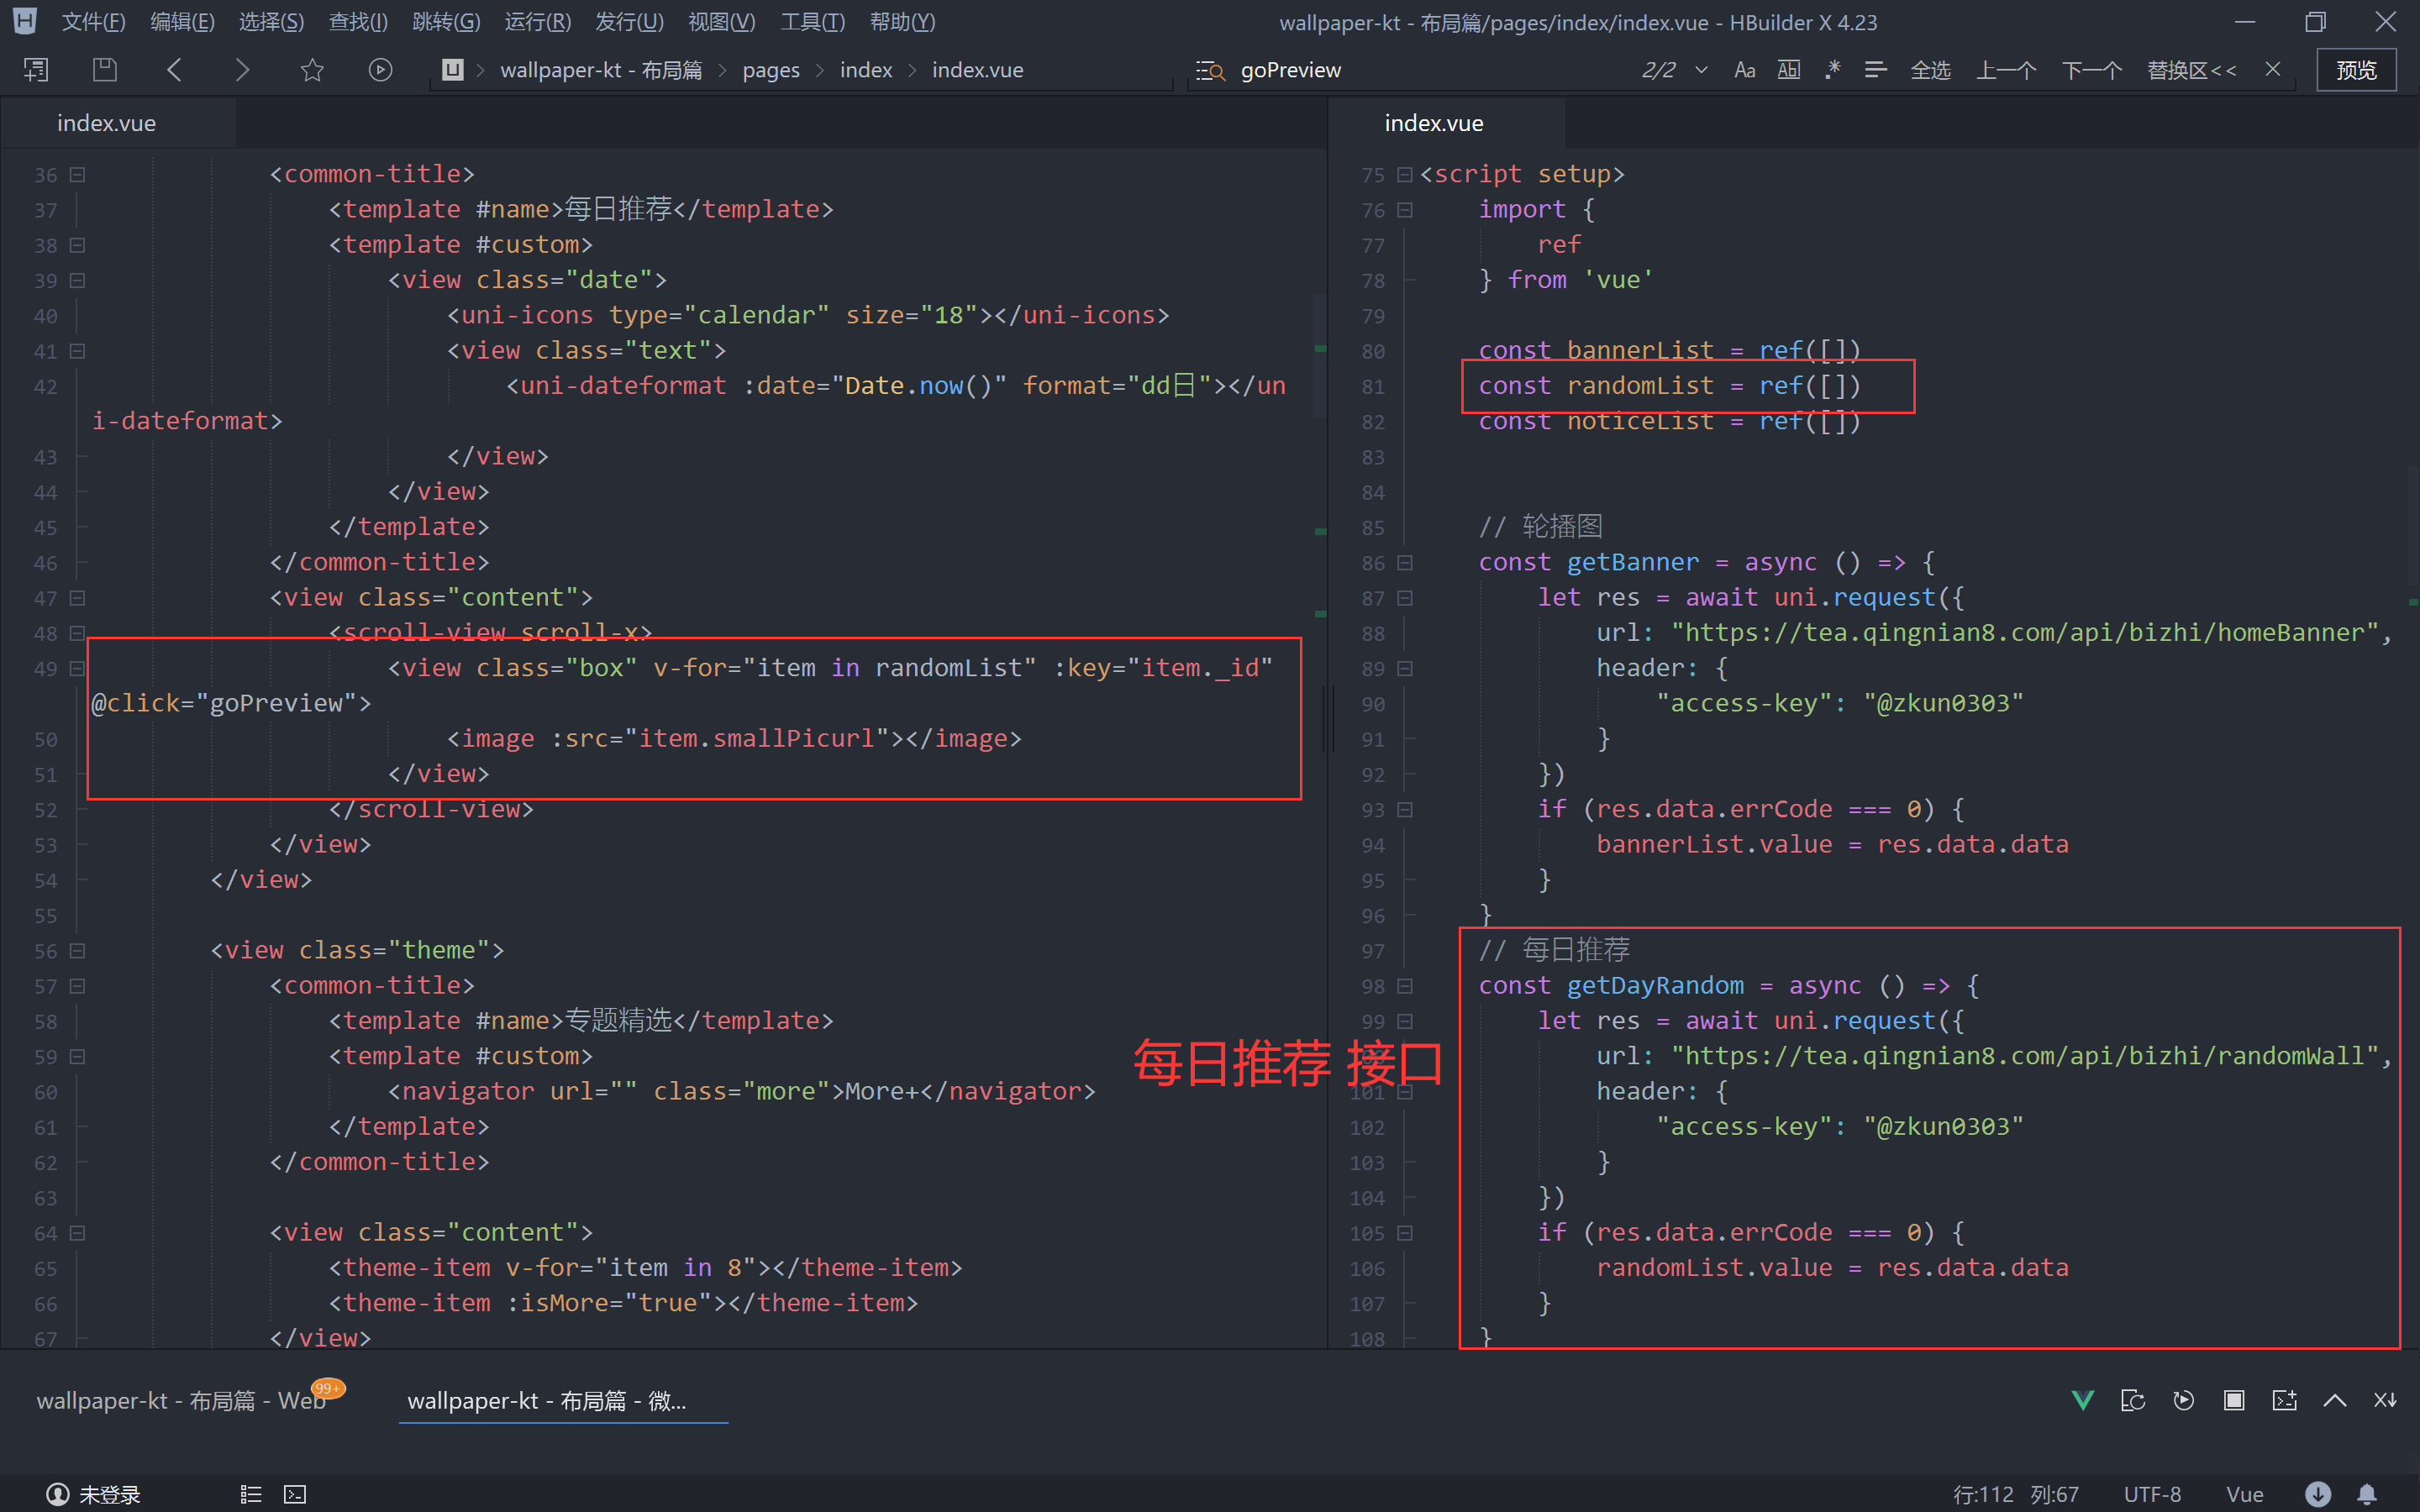 文件(F) 编辑(E) 选择(S) 查找(I) 跳转(G) 运行(R) 发行(U) 视图(V) 工具(T) 帮助(Y) wallpaper-kt - 布局篇/pages/index/index.vue - HBuilder X 4.23
wallpaper-kt - 布局篇 pages index index.vue goPreview 2/2 Aa Ab .* 全选 上一个 下一个 替换区<< 预览
index.vue
36 <common-title>
37 <template #name>每日推荐</template>
38 <template #custom>
39 <view class="date">
40 <uni-icons type="calendar" size="18"></uni-icons>
41 <view class="text">
42 <uni-dateformat :date="Date.now()" format="dd日"></un
i-dateformat>
43 </view>
44 </view>
45 </template>
46 </common-title>
47 <view class="content">
48 <scroll-view scroll-x>
49 <view class="box" v-for="item in randomList" :key="item._id"
@click="goPreview">
50 <image :src="item.smallPicurl"></image>
51 </view>
52 </scroll-view>
53 </view>
54 </view>
55
56 <view class="theme">
57 <common-title>
58 <template #name>专题精选</template>
59 <template #custom>
60 <navigator url="" class="more">More+</navigator>
61 </template>
62 </common-title>
63
64 <view class="content">
65 <theme-item v-for="item in 8"></theme-item>
66 <theme-item :isMore="true"></theme-item>
67 </view>
index.vue
75 <script setup>
76 import {
77 ref
78 } from 'vue'
79
80 const bannerList = ref([])
81 const randomList = ref([])
82 const noticeList = ref([])
83
84
85 // 轮播图
86 const getBanner = async () => {
87 let res = await uni.request({
88 url: "https://tea.qingnian8.com/api/bizhi/homeBanner",
89 header: {
90 "access-key": "@zkun0303"
91 }
92 })
93 if (res.data.errCode === 0) {
94 bannerList.value = res.data.data
95 }
96 }
97 // 每日推荐
98 const getDayRandom = async () => {
99 let res = await uni.request({
url: "https://tea.qingnian8.com/api/bizhi/randomWall",
每日推荐 接口
101 header: {
102 "access-key": "@zkun0303"
103 }
104 })
105 if (res.data.errCode === 0) {
106 randomList.value = res.data.data
107 }
108 }
wallpaper-kt - 布局篇 - Web 99+ wallpaper-kt - 布局篇 - 微...
未登录 行:112 列:67 UTF-8 Vue